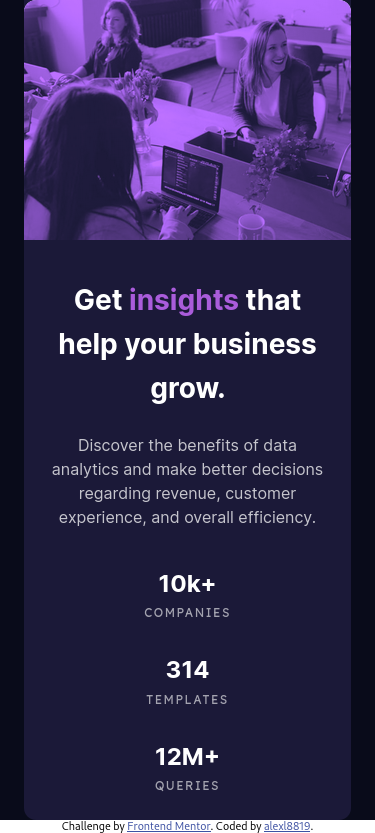 Get insights that
help your business
grow.
Discover the benefits of data
analytics and make better decisions
regarding revenue, customer
experience, and overall efficiency.
10k+
COMPANIES
314
TEMPLATES
12M+
QUERIES
Challenge by Frontend Mentor. Coded by alexl8819.